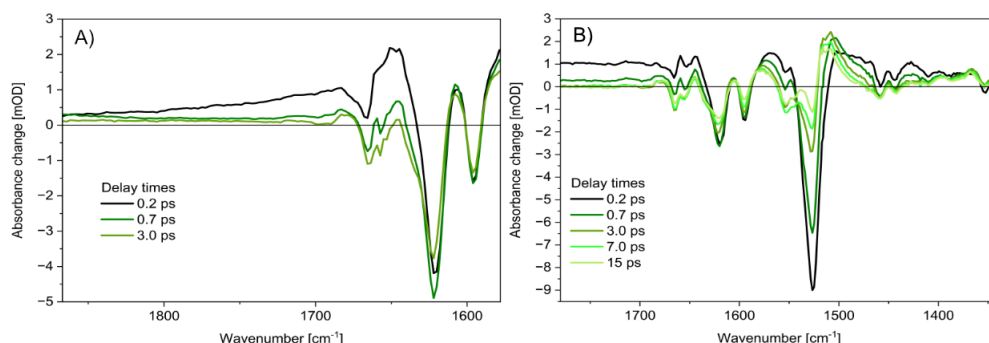 A)
3
2
1
0
−1
−2
−3
−4
−5
Absorbance change [mOD]
Delay times
0.2 ps
0.7 ps
3.0 ps
1800
1700
1600
Wavenumber [cm-1]
B)
3
2
1
0
−1
−2
−3
−4
−5
−6
−7
−8
−9
Absorbance change [mOD]
Delay times
0.2 ps
0.7 ps
3.0 ps
7.0 ps
15 ps
1700
1600
1500
1400
Wavenumber [cm-1]